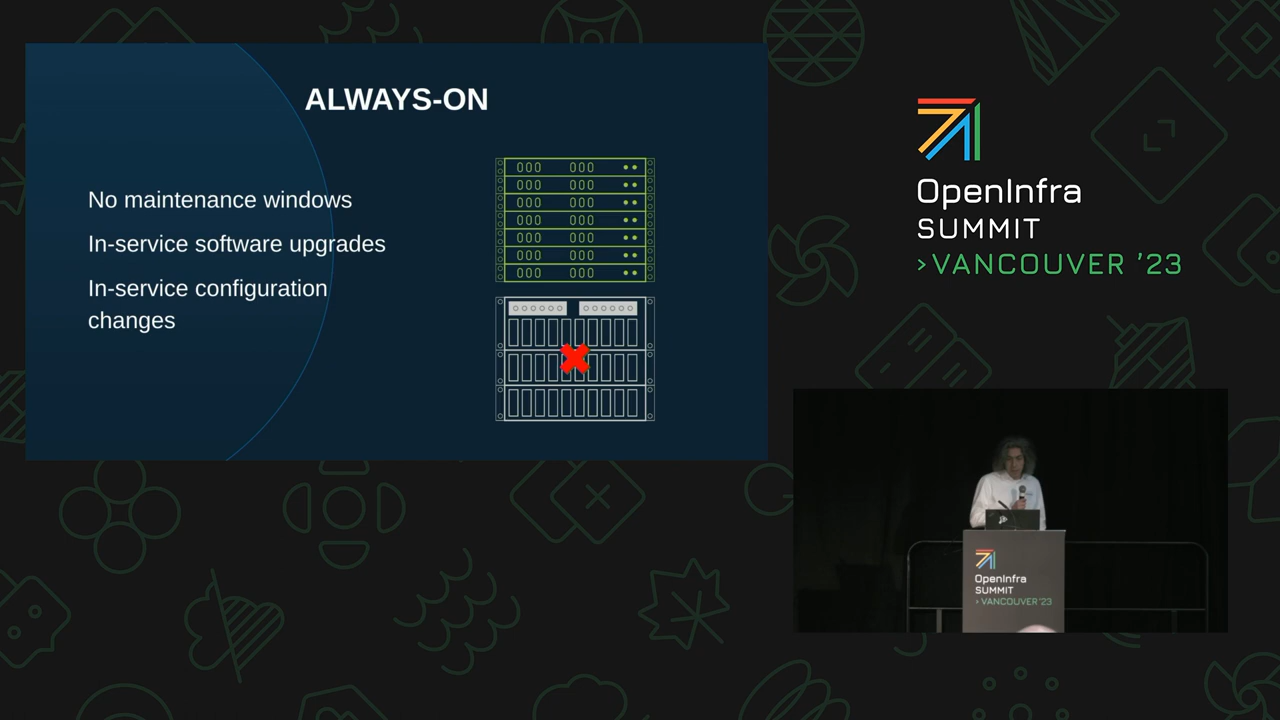 ALWAYS-ON
No maintenance windows
In-service software upgrades
In-service configuration
changes
OpenInfra
SUMMIT
>VANCOUVER '23
OpenInfra
SUMMIT
> VANCOUVER '23